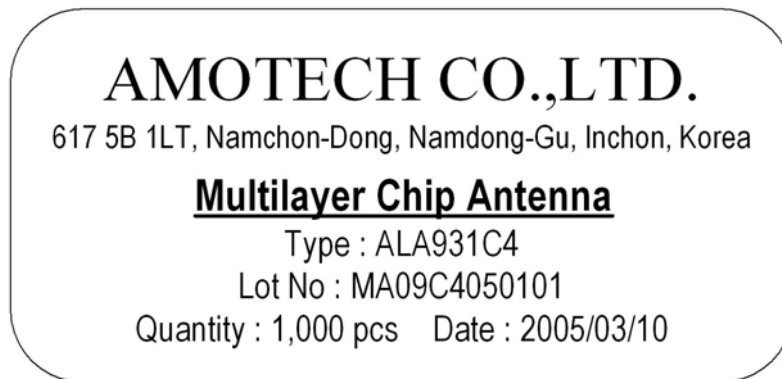 AMOTECH CO.,LTD.
617 5B 1LT, Namchon-Dong, Namdong-Gu, Inchon, Korea
Multilayer Chip Antenna
Type : ALA931C4
Lot No : MA09C4050101
Quantity : 1,000 pcs Date : 2005/03/10